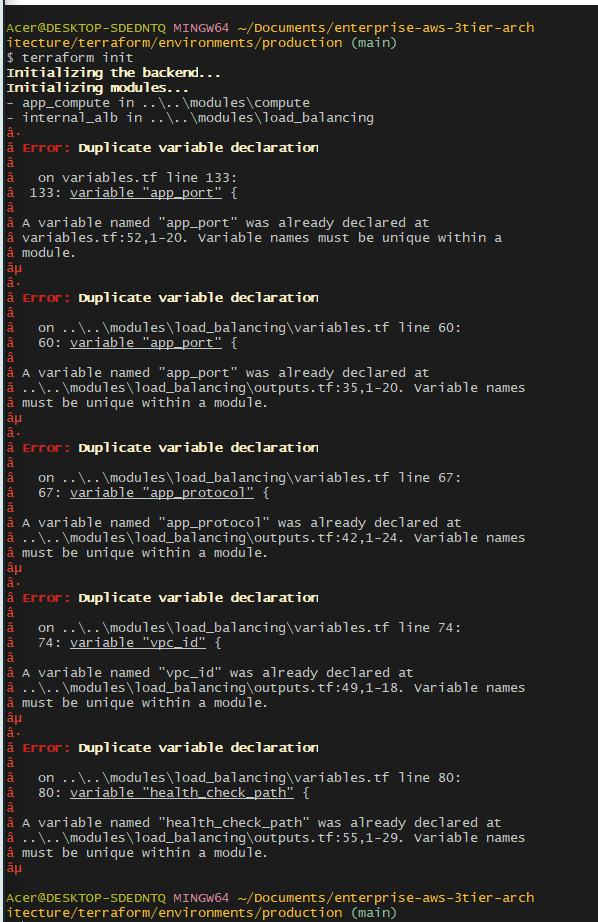 Acer@DESKTOP-SDEDNTQ MINGW64 ~/Documents/enterprise-aws-3tier-arch
itecture/terraform/environments/production (main)
$ terraform init
Initializing the backend...
Initializing modules...
- app_compute in ..\..\modules\compute
- internal_alb in ..\..\modules\load_balancing
â·
â Error: Duplicate variable declaration
â
â   on variables.tf line 133:
â  133: variable "app_port" {
â
â A variable named "app_port" was already declared at
â variables.tf:52,1-20. Variable names must be unique within a
â module.
âµ
â·
â Error: Duplicate variable declaration
â
â   on ..\..\modules\load_balancing\variables.tf line 60:
â   60: variable "app_port" {
â
â A variable named "app_port" was already declared at
â ..\..\modules\load_balancing\outputs.tf:35,1-20. Variable names
â must be unique within a module.
âµ
â·
â Error: Duplicate variable declaration
â
â   on ..\..\modules\load_balancing\variables.tf line 67:
â   67: variable "app_protocol" {
â
â A variable named "app_protocol" was already declared at
â ..\..\modules\load_balancing\outputs.tf:42,1-24. Variable names
â must be unique within a module.
âµ
â·
â Error: Duplicate variable declaration
â
â   on ..\..\modules\load_balancing\variables.tf line 74:
â   74: variable "vpc_id" {
â
â A variable named "vpc_id" was already declared at
â ..\..\modules\load_balancing\outputs.tf:49,1-18. Variable names
â must be unique within a module.
âµ
â·
â Error: Duplicate variable declaration
â
â   on ..\..\modules\load_balancing\variables.tf line 80:
â   80: variable "health_check_path" {
â
â A variable named "health_check_path" was already declared at
â ..\..\modules\load_balancing\outputs.tf:55,1-29. Variable names
â must be unique within a module.
âµ
Acer@DESKTOP-SDEDNTQ MINGW64 ~/Documents/enterprise-aws-3tier-arch
itecture/terraform/environments/production (main)